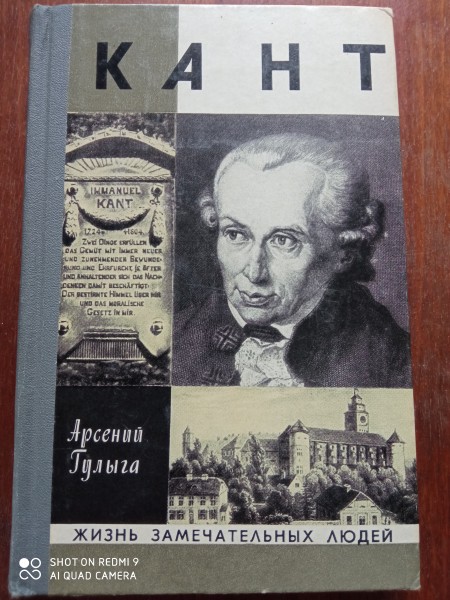 КАНТ
IMMANUEL
KANT
1724 1804
ZWEI DINGE ERFÜLLEN
DAS GEMÜT MIT IMMER NEUER
UND ZUNEHMENDER BEWUNDE-
RUNG UND EHRFURCHT, JE ÖFTER
UND ANHALTENDER SICH DAS NACH-
DENKEN DAMIT BESCHÄFTIGT:
DER BESTIRNTE HIMMEL ÜBER MIR
UND DAS MORALISCHE
GESETZ IN MIR
Арсений
Гулыга
ЖИЗНЬ ЗАМЕЧАТЕЛЬНЫХ ЛЮДЕЙ
SHOT ON REDMI 9
AI QUAD CAMERA